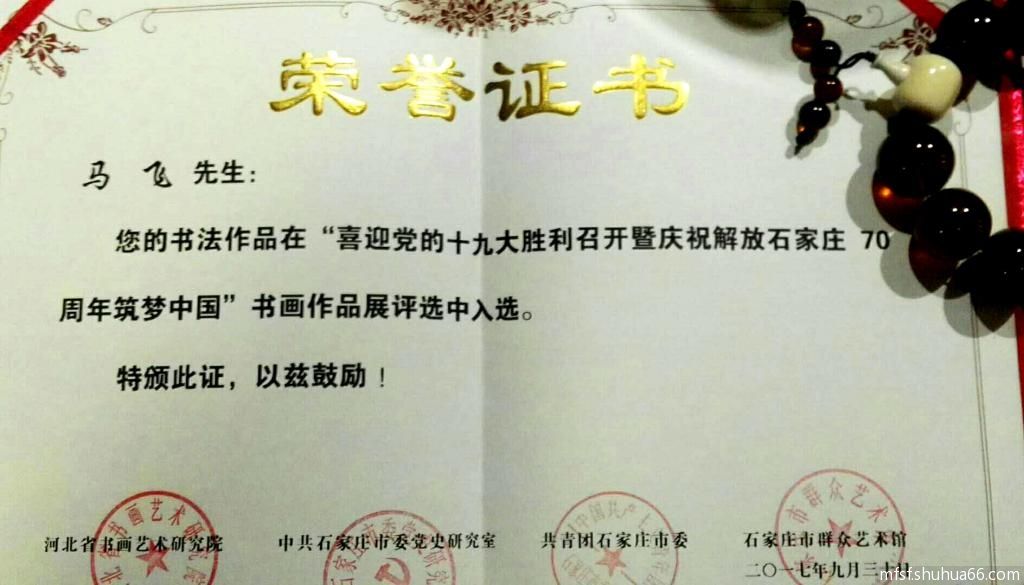 荣誉证书
马 飞 先生：
您的书法作品在“喜迎党的十九大胜利召开暨庆祝解放石家庄 70
周年筑梦中国”书画作品展评选中入选。
特颁此证，以兹鼓励！
河北省书画艺术研究院 中共石家庄市委党史研究室 共青团石家庄市委 石家庄市群众艺术馆
二〇一七年九月三十日
mfsf.shuhua66.com